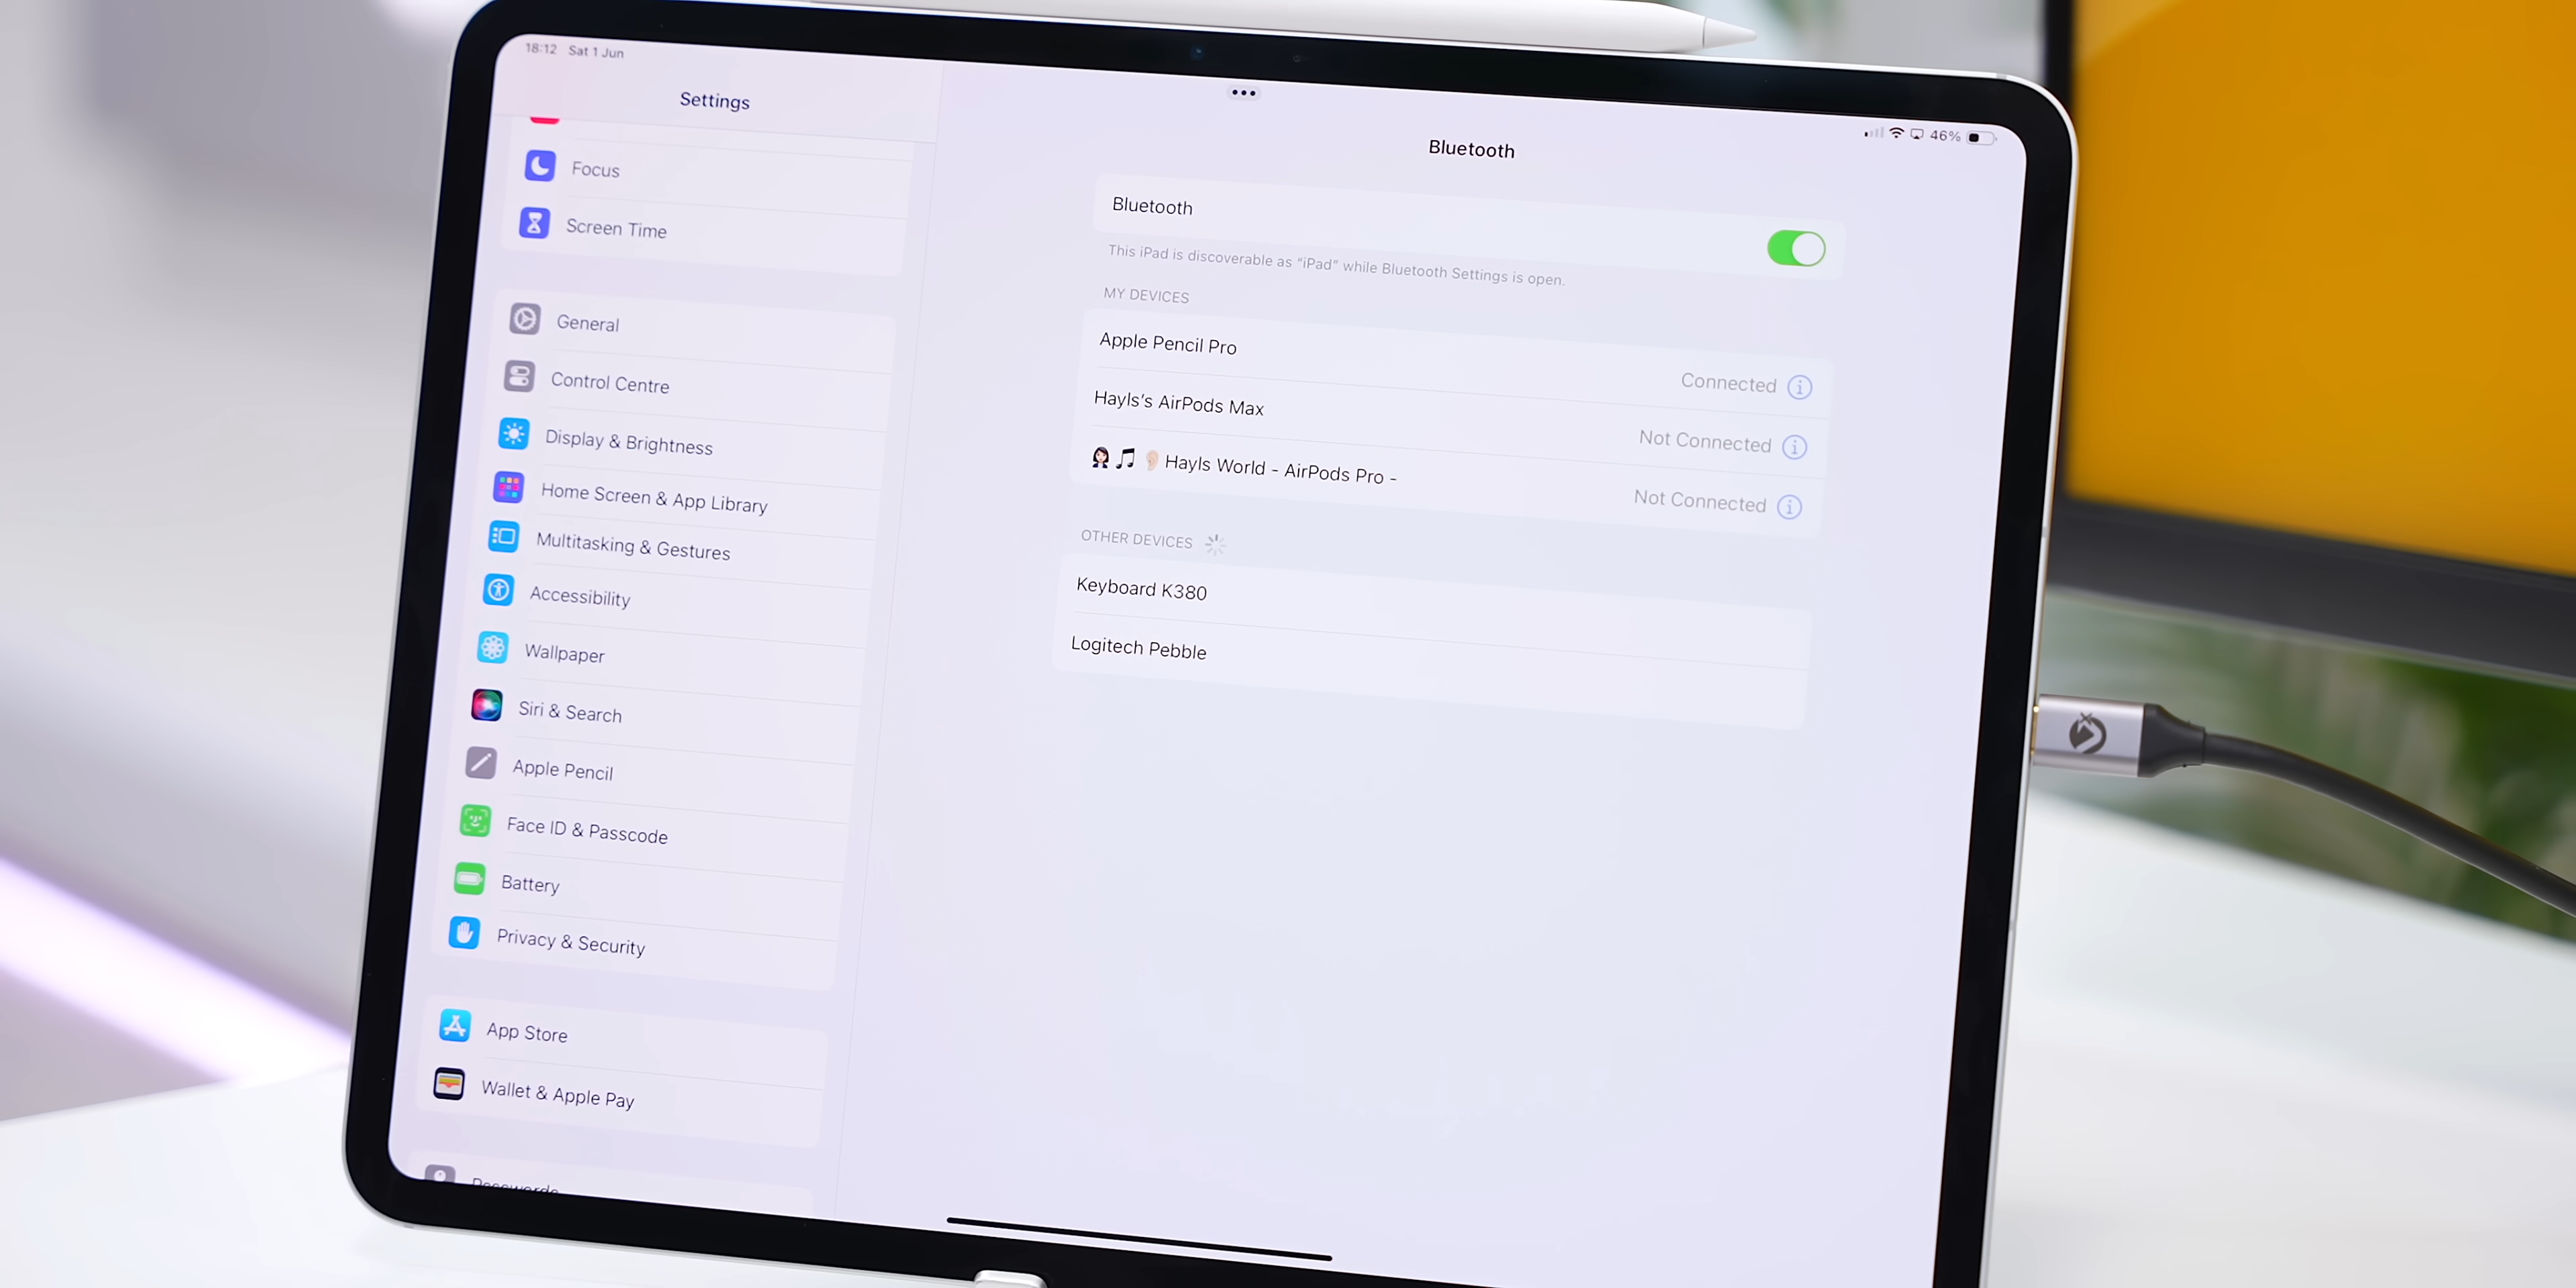 18:12 Sat 1 Jun
46%
Settings
Focus
Screen Time
General
Control Centre
Display & Brightness
Home Screen & App Library
Multitasking & Gestures
Accessibility
Wallpaper
Siri & Search
Apple Pencil
Face ID & Passcode
Battery
Privacy & Security
App Store
Wallet & Apple Pay
Passwords
Bluetooth
Bluetooth
This iPad is discoverable as “iPad” while Bluetooth Settings is open.
MY DEVICES
Apple Pencil Pro Connected
Hayls’s AirPods Max Not Connected
👩🏻‍💼🎵👂🏻Hayls World - AirPods Pro - Not Connected
OTHER DEVICES
Keyboard K380
Logitech Pebble